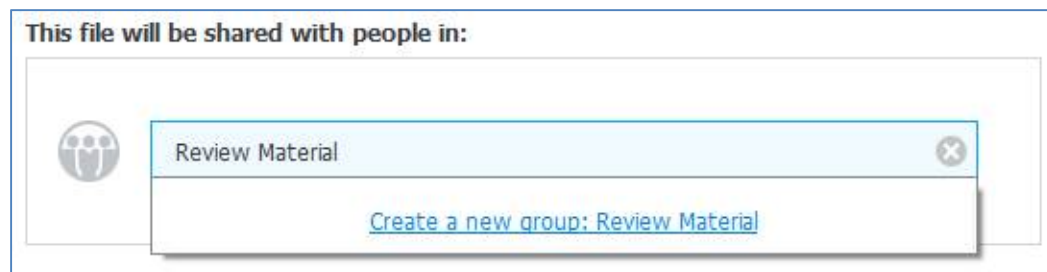 This file will be shared with people in:
Review Material
Create a new group: Review Material